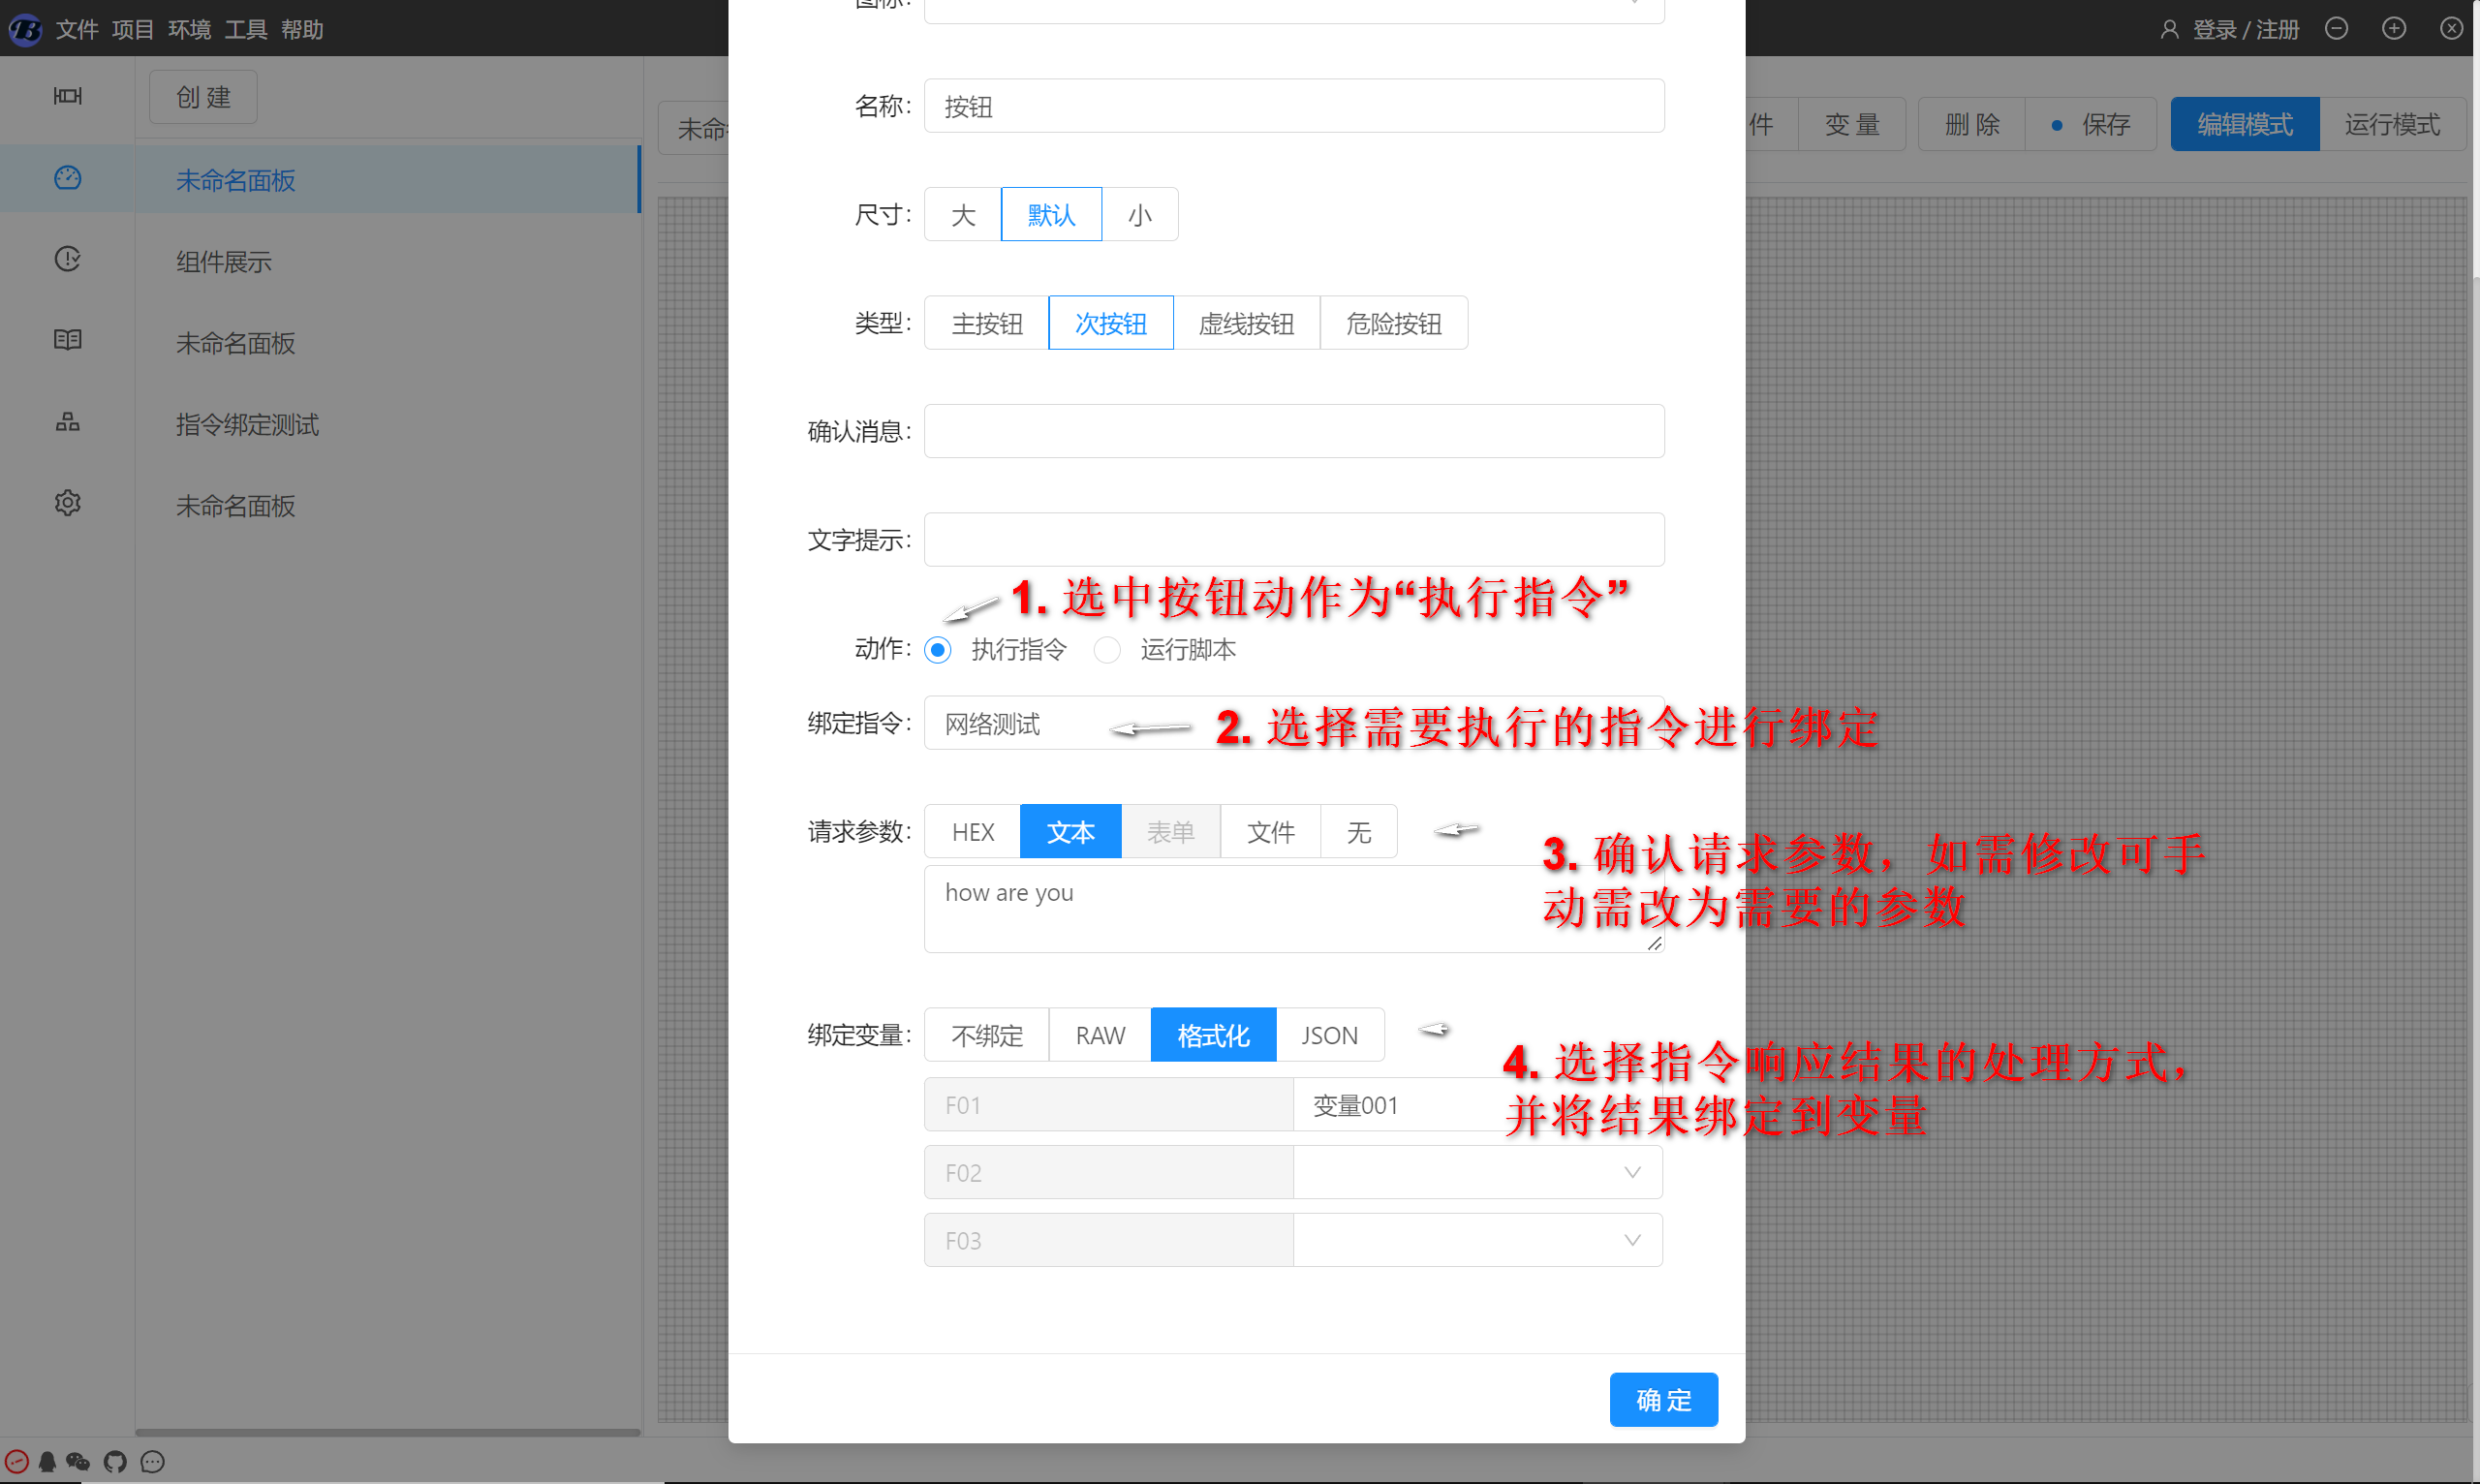 文件 项目 环境 工具 帮助
登录 / 注册
创 建
未命名面板
组件展示
未命名面板
指令绑定测试
未命名面板
未命
件
变 量
删 除
保存
编辑模式
运行模式
图标:
名称:
按钮
尺寸:
大
默认
小
类型:
主按钮
次按钮
虚线按钮
危险按钮
确认消息:
文字提示:
1. 选中按钮动作为“执行指令”
动作:
执行指令
运行脚本
绑定指令:
网络测试
2. 选择需要执行的指令进行绑定
请求参数:
HEX
文本
表单
文件
无
how are you
3. 确认请求参数，如需修改可手
动需改为需要的参数
绑定变量:
不绑定
RAW
格式化
JSON
4. 选择指令响应结果的处理方式，
并将结果绑定到变量
F01
变量001
F02
F03
确 定